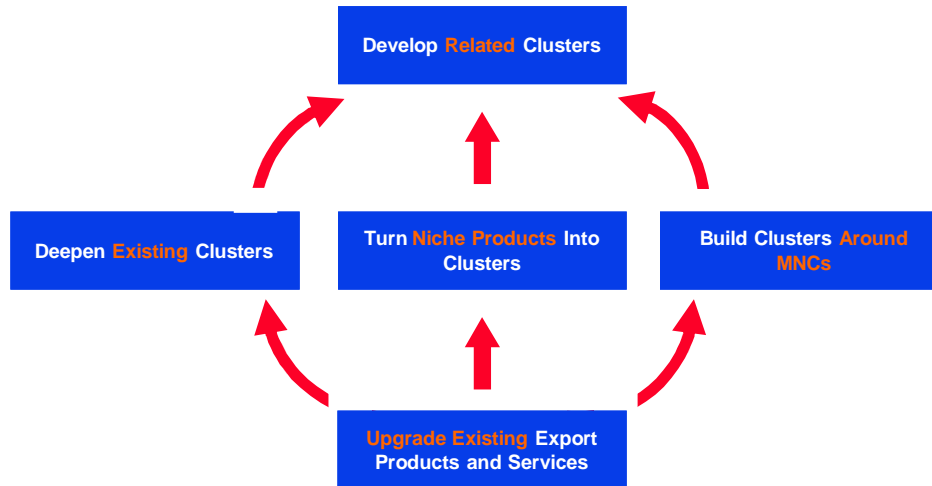 Develop Related Clusters
Deepen Existing Clusters
Turn Niche Products Into
Clusters
Build Clusters Around
MNCs
Upgrade Existing Export
Products and Services